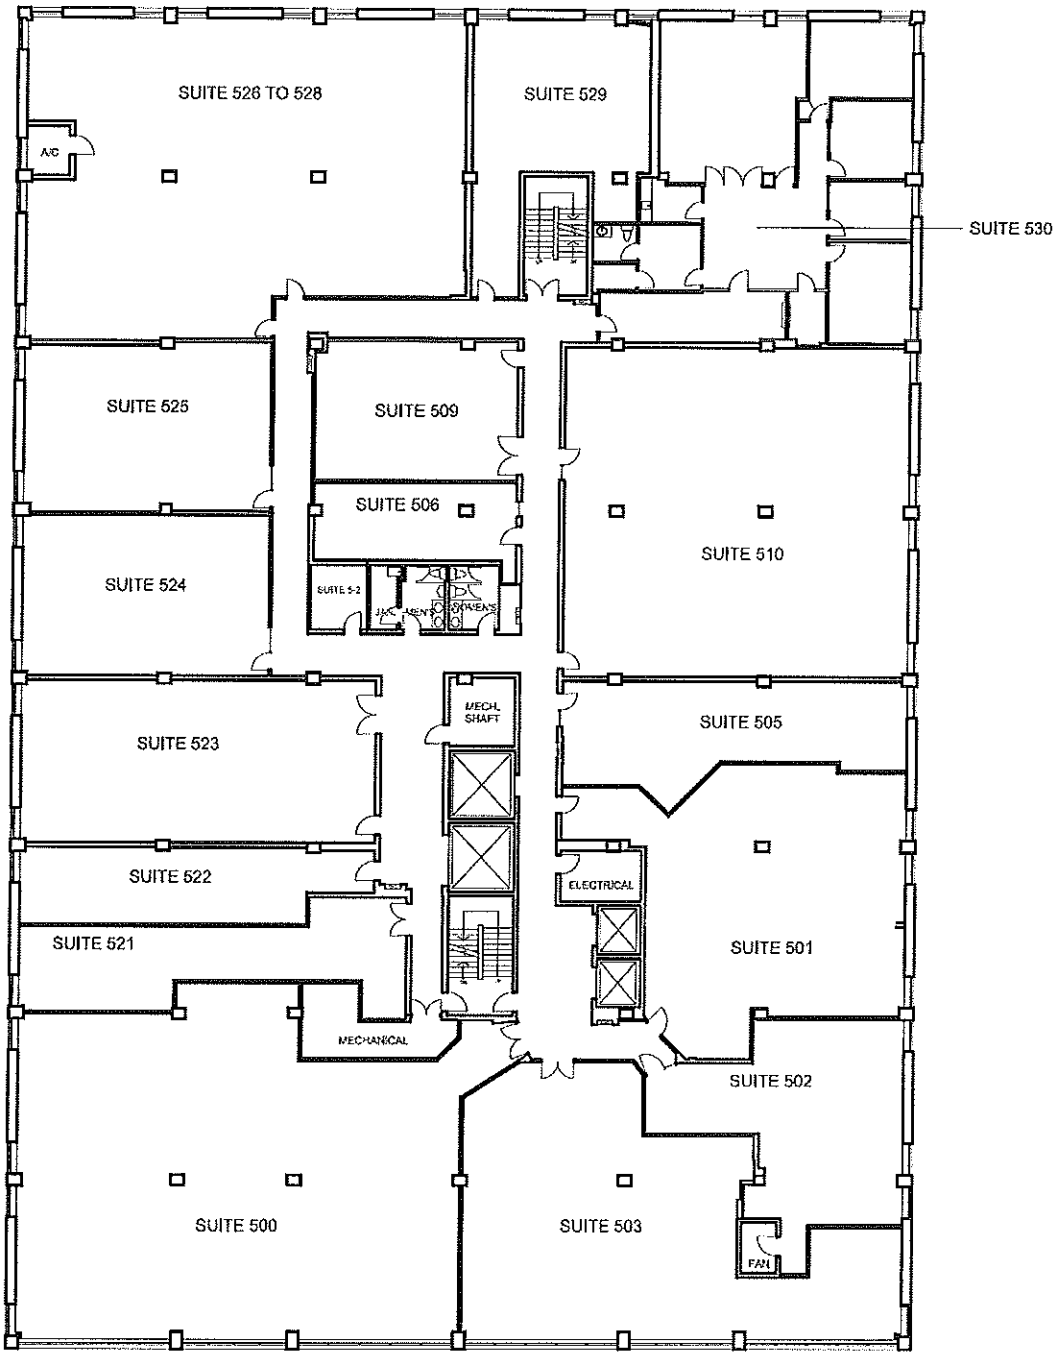 SUITE 526 TO 528
SUITE 529
A/C
SUITE 530
SUITE 525
SUITE 509
SUITE 506
SUITE 510
SUITE 524
SUITE 5-2
MEN'S
WOMEN'S
MECH.
SHAFT
SUITE 505
SUITE 523
SUITE 522
ELECTRICAL
SUITE 521
SUITE 501
MECHANICAL
SUITE 502
SUITE 500
SUITE 503
FAN